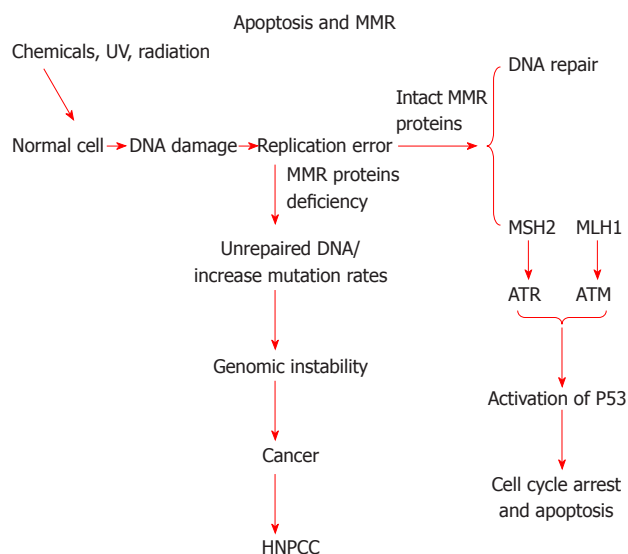 Apoptosis and MMR
Chemicals, UV, radiation
DNA repair
Intact MMR
proteins
Normal cell
DNA damage
Replication error
MMR proteins
deficiency
MSH2
MLH1
Unrepaired DNA/
increase mutation rates
ATR
ATM
Genomic instability
Activation of P53
Cancer
Cell cycle arrest
and apoptosis
HNPCC